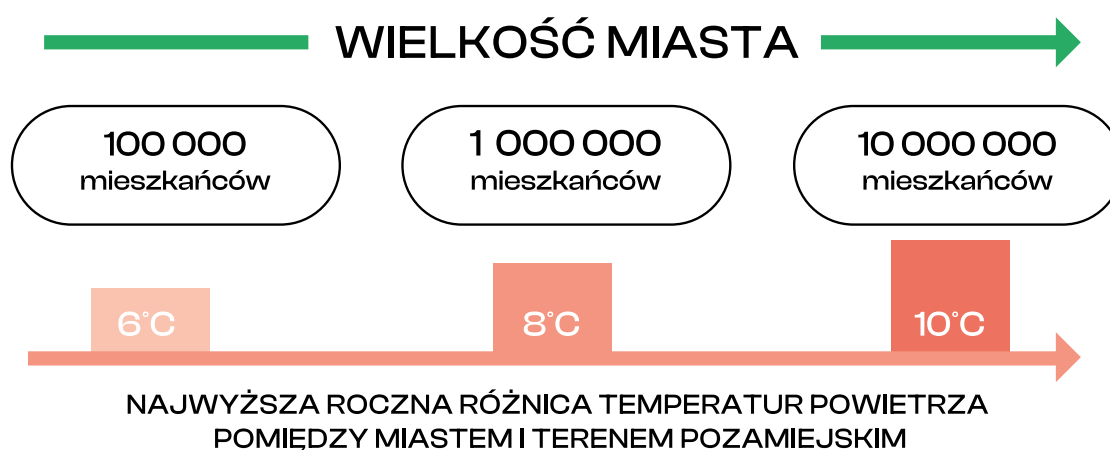 WIELKOŚĆ MIASTA
100 000
mieszkańców
1 000 000
mieszkańców
10 000 000
mieszkańców
6°C
8°C
10°C
NAJWYŻSZA ROCZNA RÓŻNICA TEMPERATUR POWIETRZA
POMIĘDZY MIASTEM I TERENEM POZAMIEJSKIM